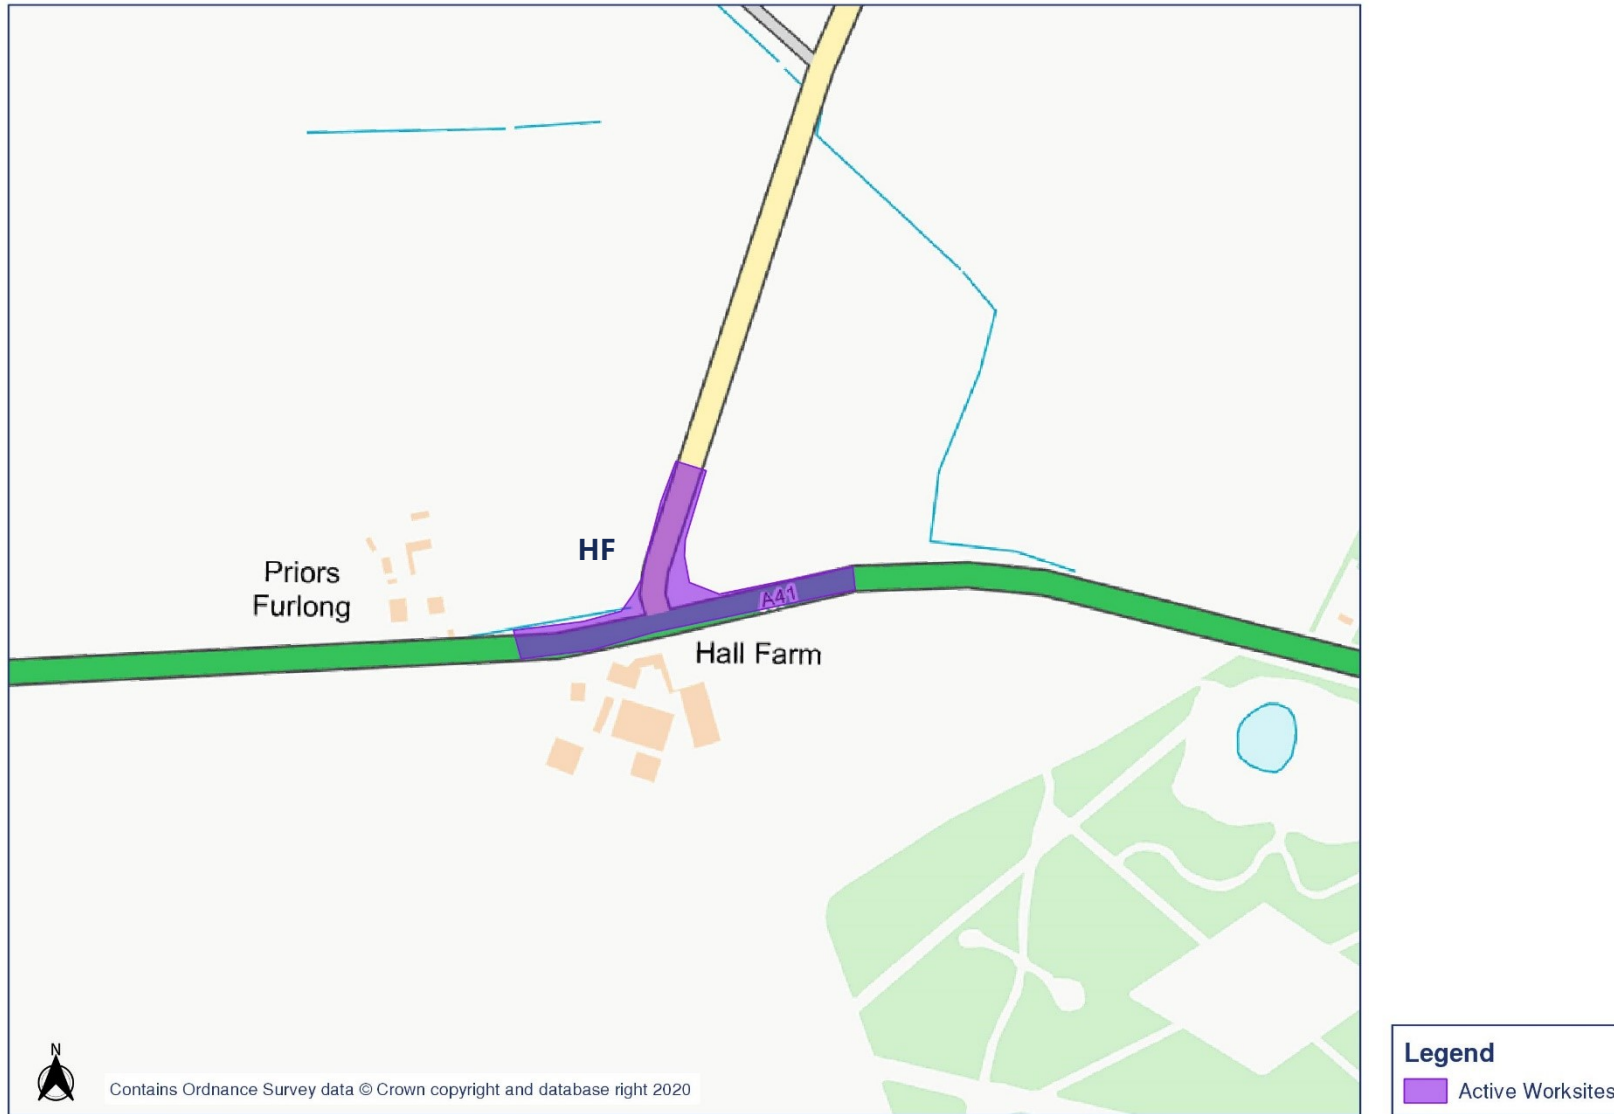 HF
Priors
Furlong
A41
Hall Farm
N
Contains Ordnance Survey data © Crown copyright and database right 2020
Legend
Active Worksites